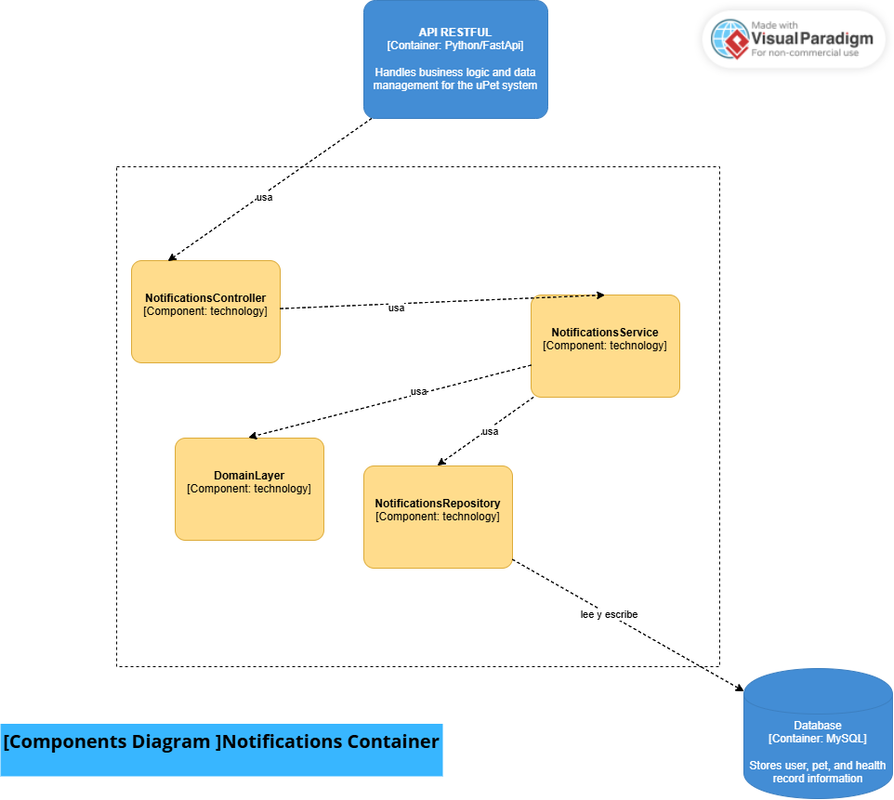 API RESTFUL
[Container: Python/FastApi]
Handles business logic and data
management for the uPet system
Made with
VisualParadigm
For non-commercial use
usa
NotificationsController
[Component: technology]
usa
NotificationsService
[Component: technology]
usa
usa
DomainLayer
[Component: technology]
NotificationsRepository
[Component: technology]
lee y escribe
Database
[Container: MySQL]
Stores user, pet, and health
record information
[Components Diagram ]Notifications Container